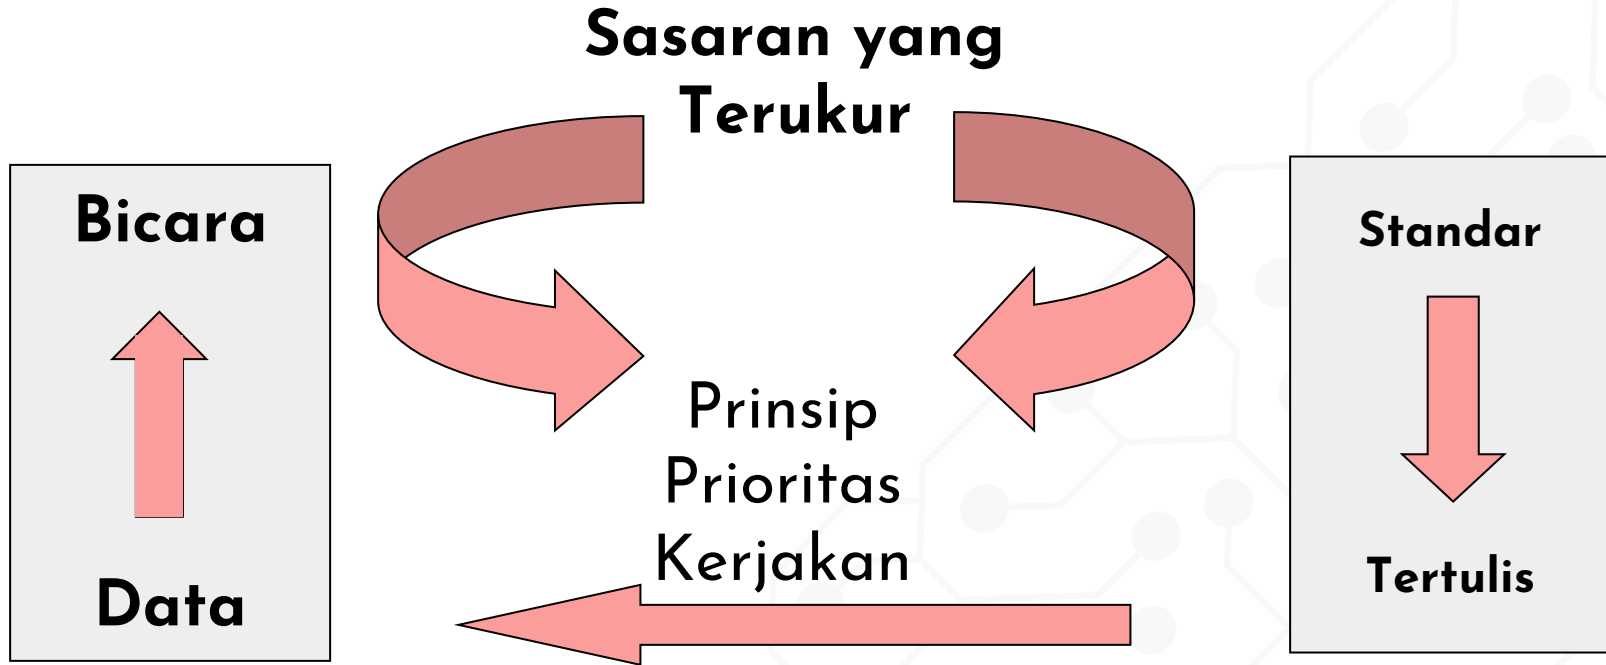 Sasaran yang
Terukur
Bicara
Data
Prinsip
Prioritas
Kerjakan
Standar
Tertulis